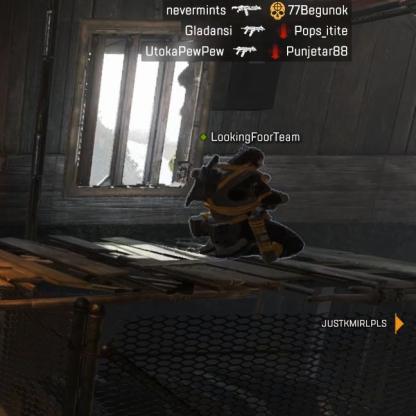 nevermints 77Begunok
Gladansi Pops_itite
UtokaPewPew Punjetar88
LookingFoorTeam
JUSTKMIRLPLS